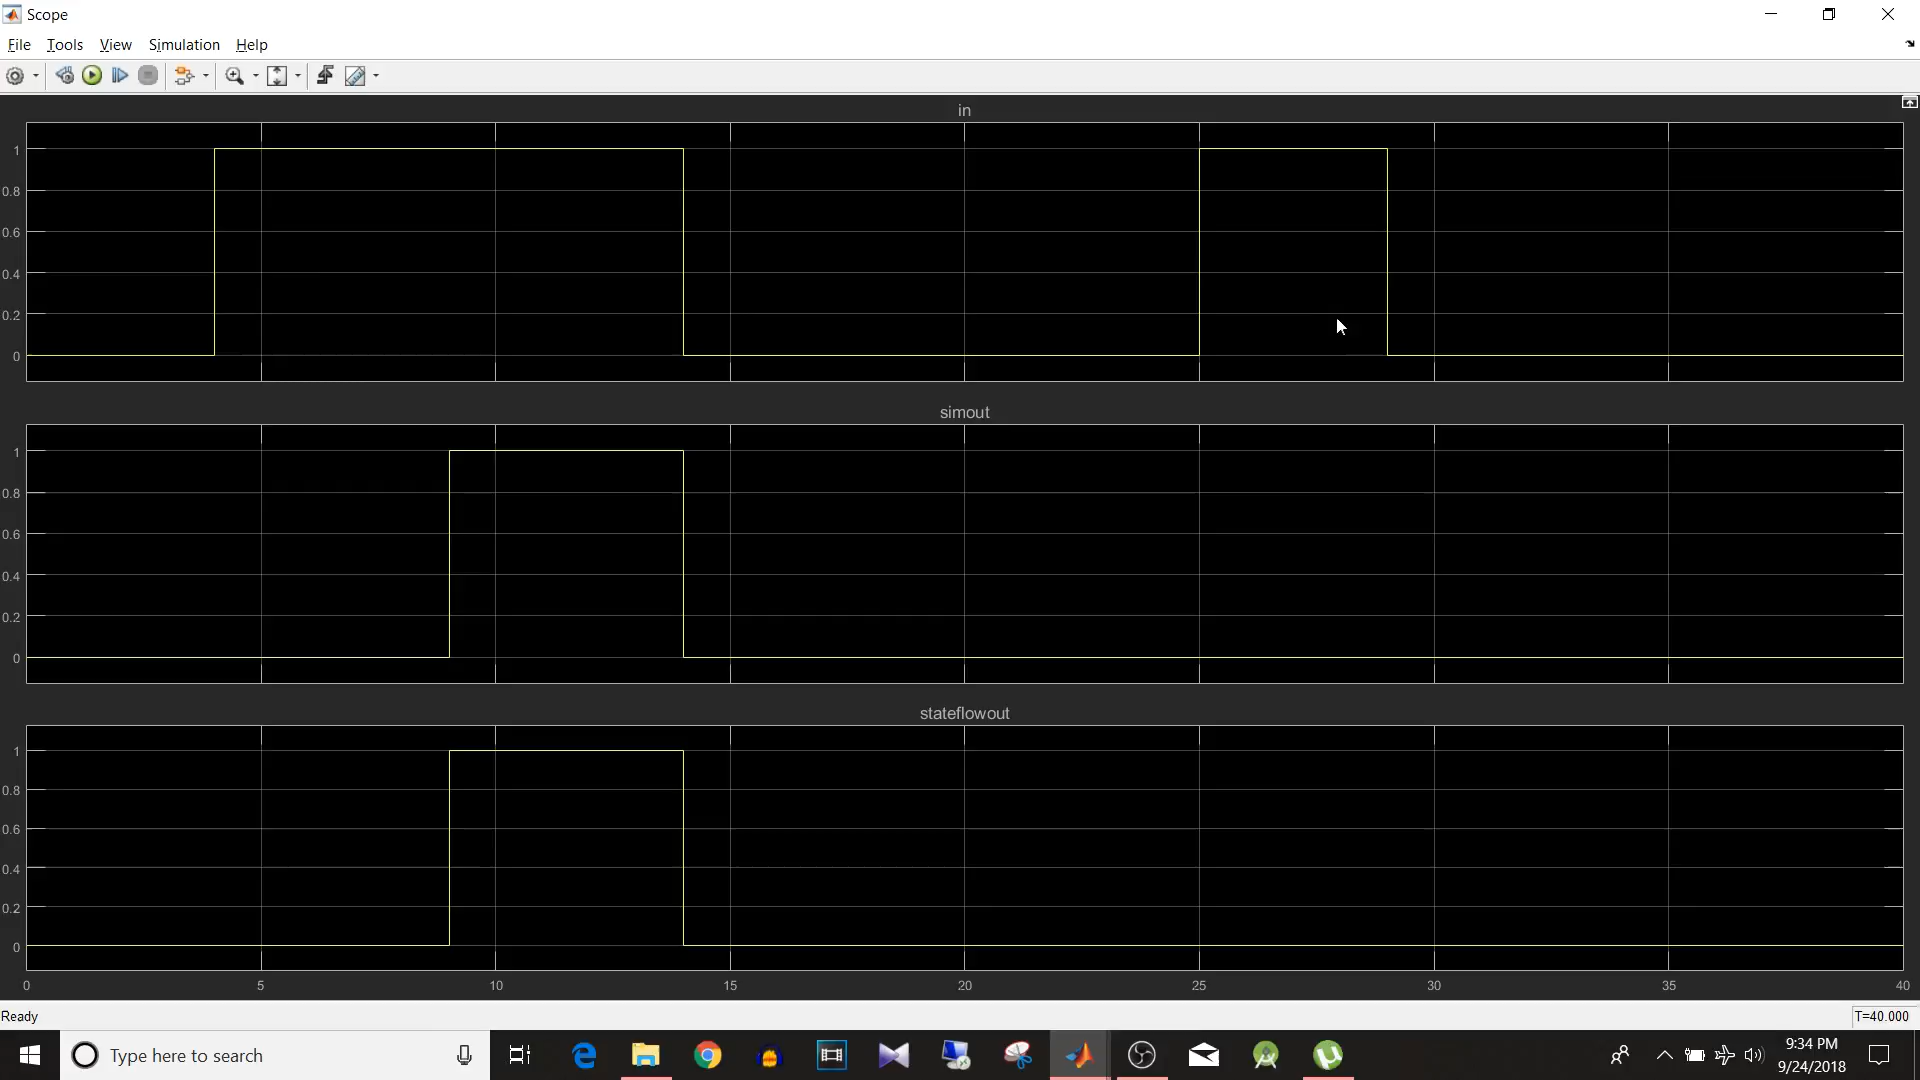 Scope
File Tools View Simulation Help
in
1
0.8
0.6
0.4
0.2
0
simout
1
0.8
0.6
0.4
0.2
0
stateflowout
1
0.8
0.6
0.4
0.2
0
0 5 10 15 20 25 30 35 40
Ready T=40.000
Type here to search
9:34 PM
9/24/2018